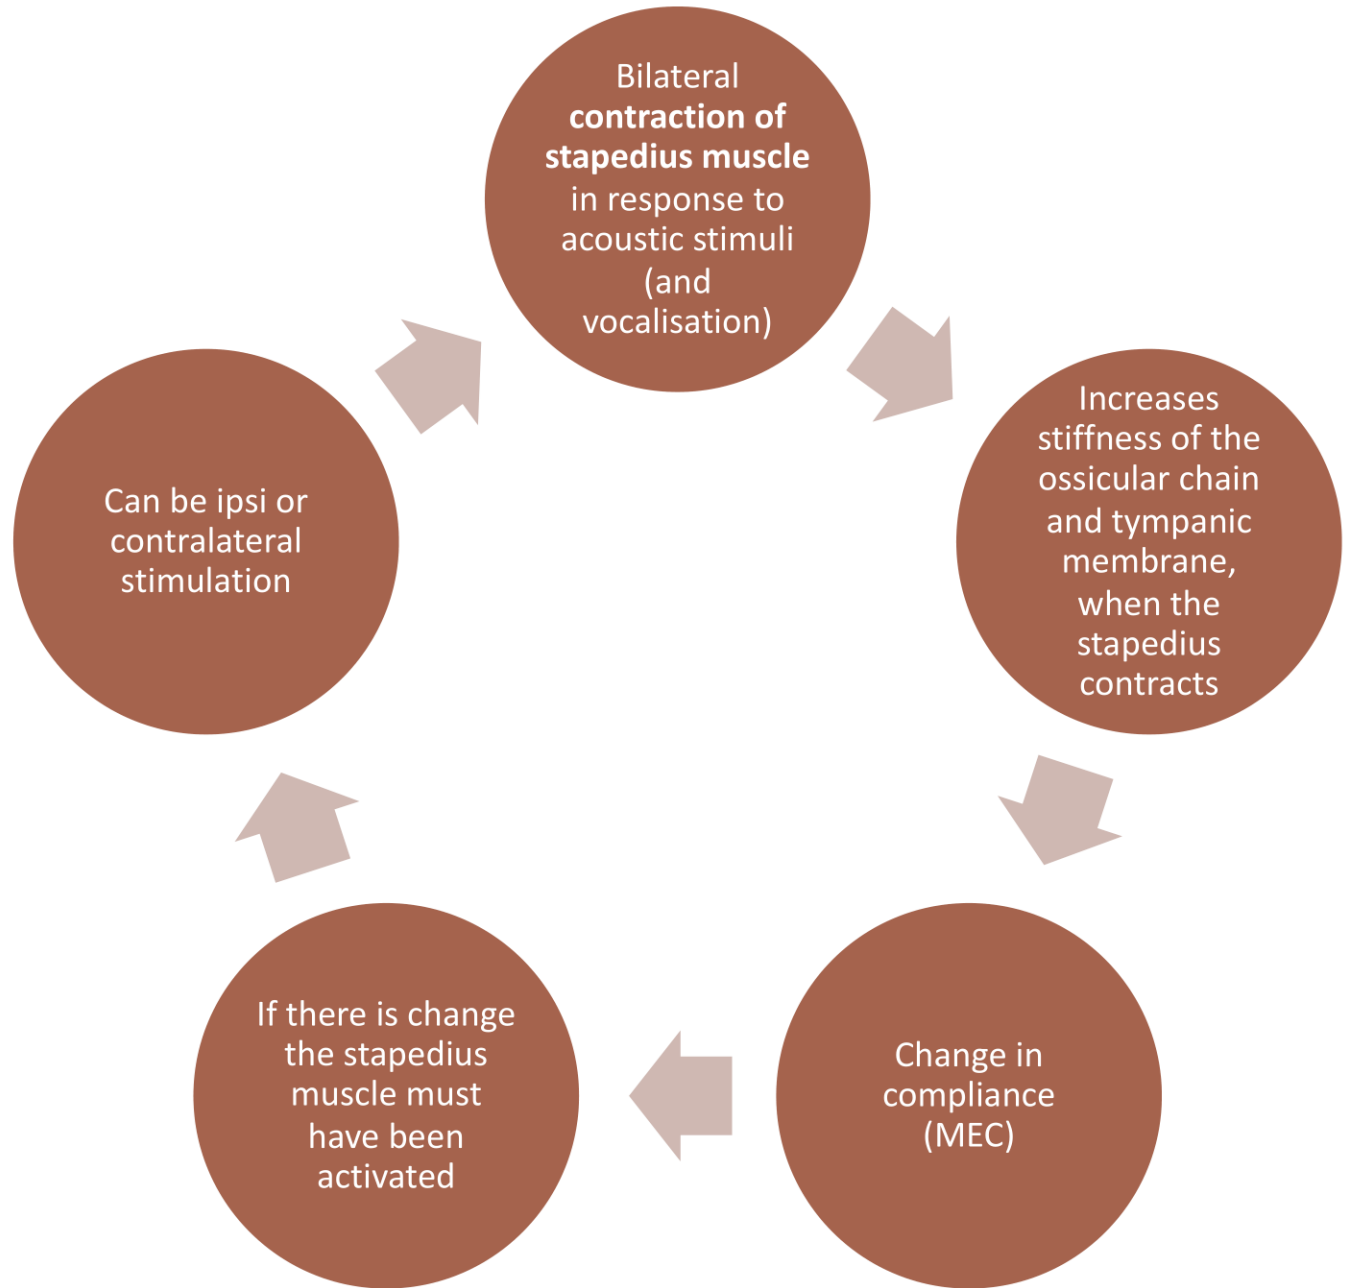 Bilateral
contraction of
stapedius muscle
in response to
acoustic stimuli
(and
vocalisation)
Increases
stiffness of the
ossicular chain
and tympanic
membrane,
when the
stapedius
contracts
Change in
compliance
(MEC)
If there is change
the stapedius
muscle must
have been
activated
Can be ipsi or
contralateral
stimulation